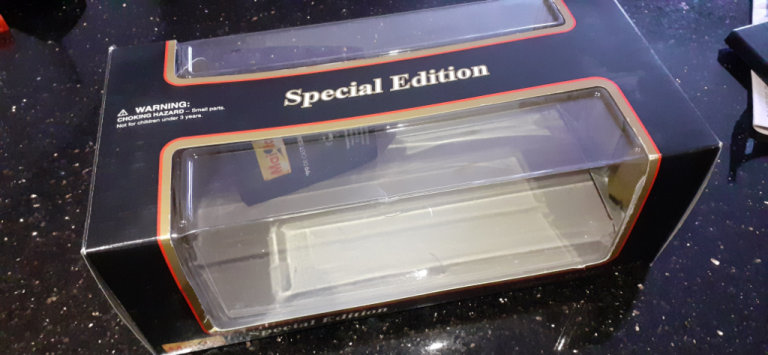 Special Edition
WARNING:
CHOKING HAZARD – Small parts.
Not for children under 3 years.
Special Edition